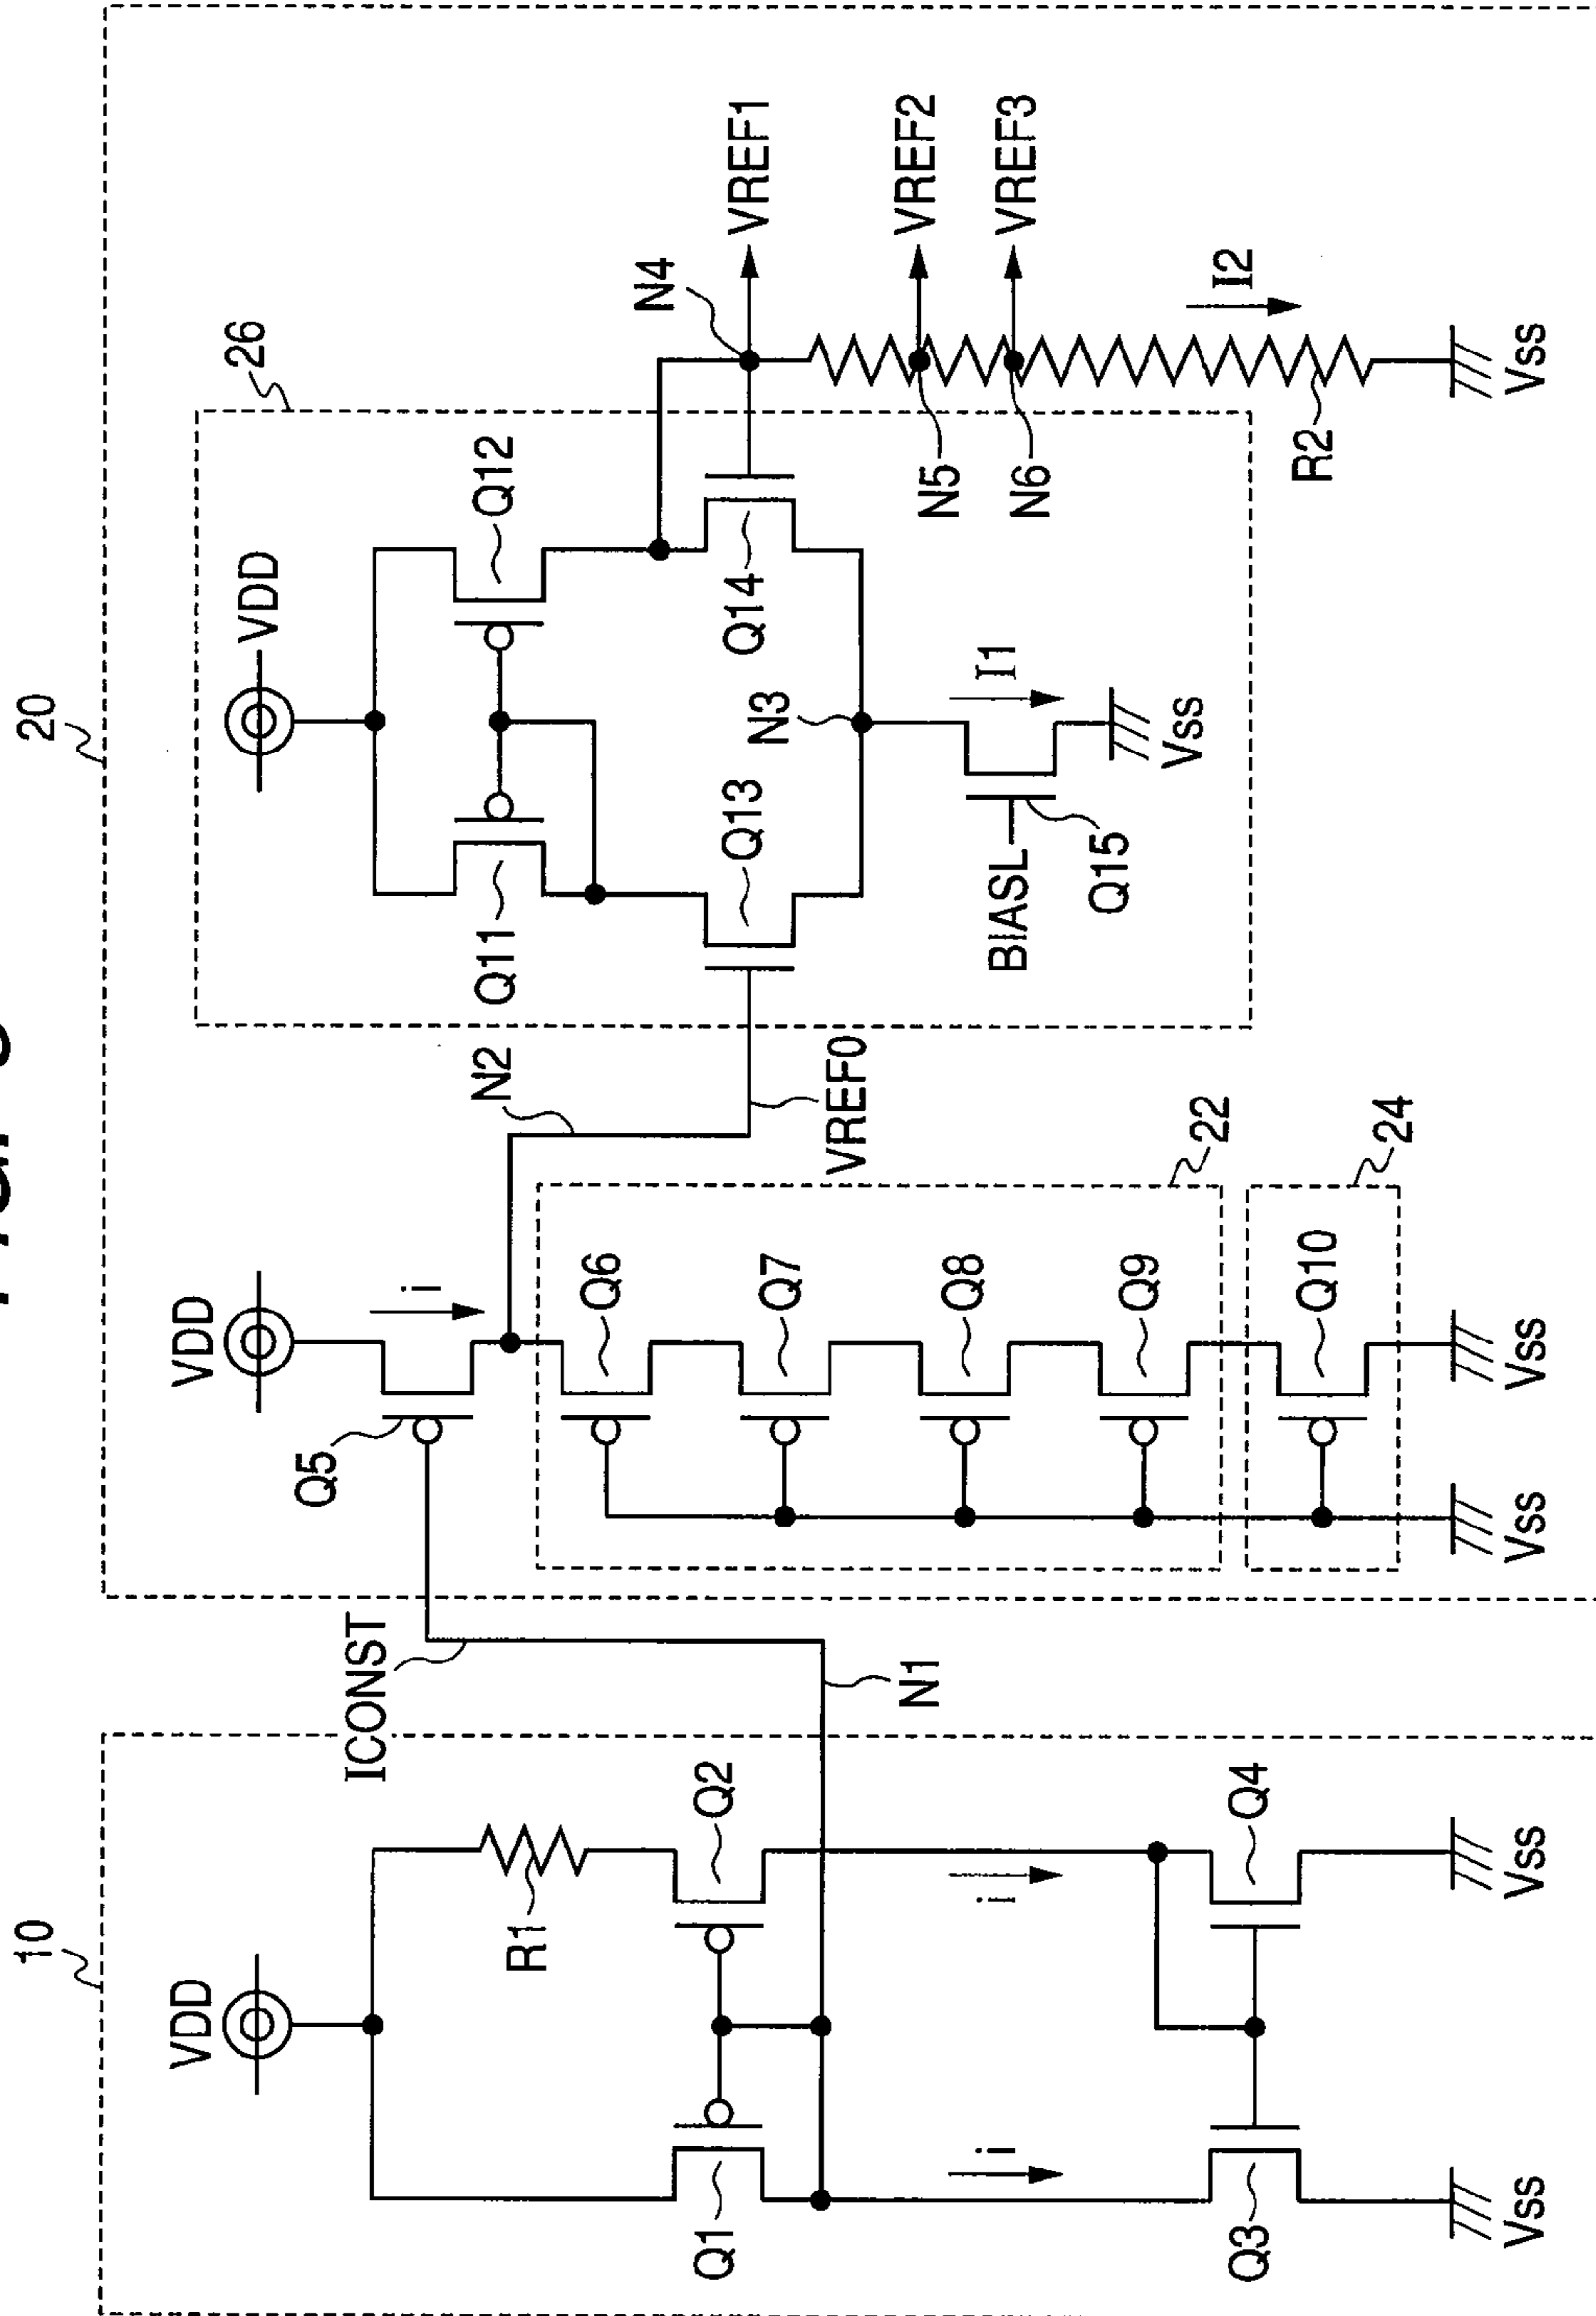 10
VDD
R1
Q1
Q2
i
i
Q3
Q4
Vss
Vss
ICONST
N1
20
VDD
i
Q5
N2
Q6
Q7
Q8
Q9
Q10
VREF0
22
24
Vss
Vss
26
VDD
Q11
Q12
Q13
Q14
N3
I1
BIASL
Q15
Vss
N4
VREF1
VREF2
VREF3
N5
N6
I2
R2
Vss